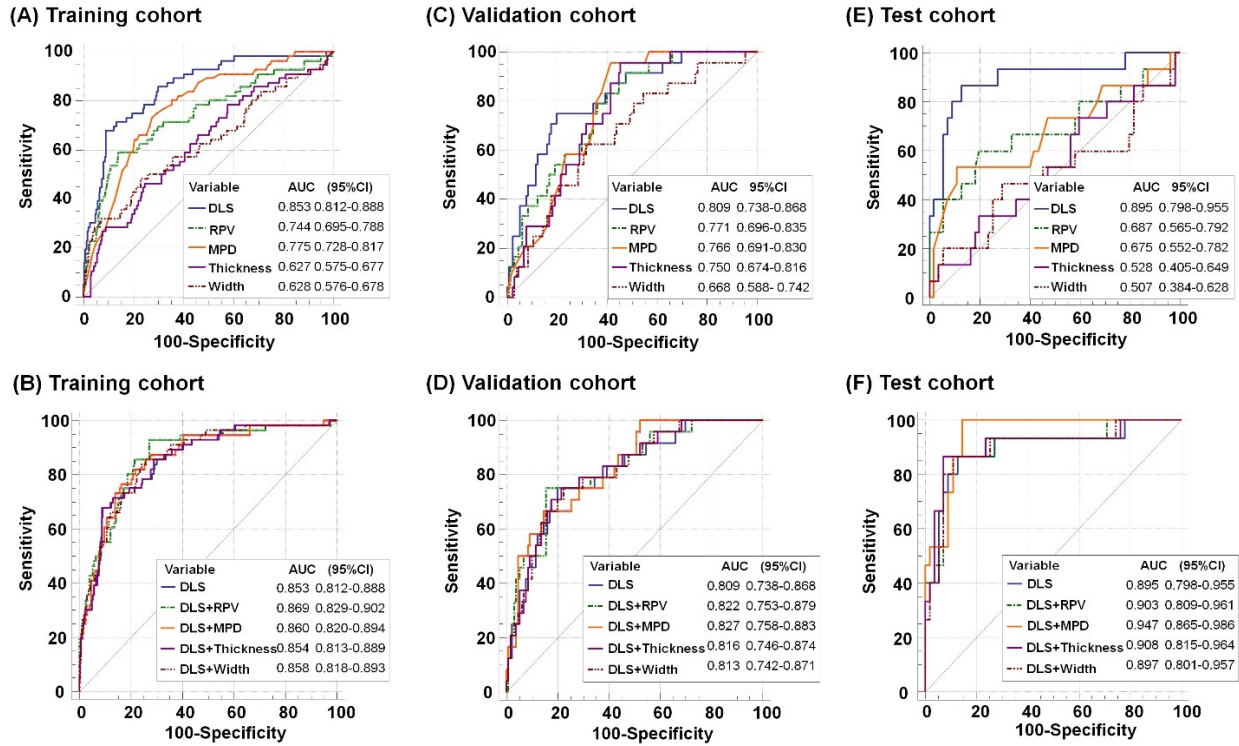 (A) Training cohort
100
80
60
40
20
0
Sensitivity
Variable AUC (95%CI)
DLS 0.853 0.812-0.888
RPV 0.744 0.695-0.788
MPD 0.775 0.728-0.817
Thickness 0.627 0.575-0.677
Width 0.628 0.576-0.678
0 20 40 60 80 100
100-Specificity
(C) Validation cohort
100
80
60
40
20
0
Sensitivity
Variable AUC 95%CI)
DLS 0.809 0.738-0.868
RPV 0.771 0.696-0.835
MPD 0.766 0.691-0.830
Thickness 0.750 0.674-0.816
Width 0.668 0.588- 0.742
0 20 40 60 80 100
100-Specificity
(E) Test cohort
100
80
60
40
20
0
Sensitivity
Variable AUC 95%CI)
DLS 0.895 0.798-0.955
RPV 0.687 0.565-0.792
MPD 0.675 0.552-0.782
Thickness 0.528 0.405-0.649
Width 0.507 0.384-0.628
0 20 40 60 80 100
100-Specificity
(B) Training cohort
100
80
60
40
20
0
Sensitivity
Variable AUC (95%CI)
DLS 0.853 0.812-0.888
DLS+RPV 0.869 0.829-0.902
DLS+MPD 0.860 0.820-0.894
DLS+Thickness 0.854 0.813-0.889
DLS+Width 0.858 0.818-0.893
0 20 40 60 80 100
100-Specificity
(D) Validation cohort
100
80
60
40
20
0
Sensitivity
Variable AUC (95%CI)
DLS 0.809 0.738-0.868
DLS+RPV 0.822 0.753-0.879
DLS+MPD 0.827 0.758-0.883
DLS+Thickness 0.816 0.746-0.874
DLS+Width 0.813 0.742-0.871
0 20 40 60 80 100
100-Specificity
(F) Test cohort
100
80
60
40
20
0
Sensitivity
Variable AUC (95%CI)
DLS 0.895 0.798-0.955
DLS+RPV 0.903 0.809-0.961
DLS+MPD 0.947 0.865-0.986
DLS+Thickness 0.908 0.815-0.964
DLS+Width 0.897 0.801-0.957
0 20 40 60 80 100
100-Specificity